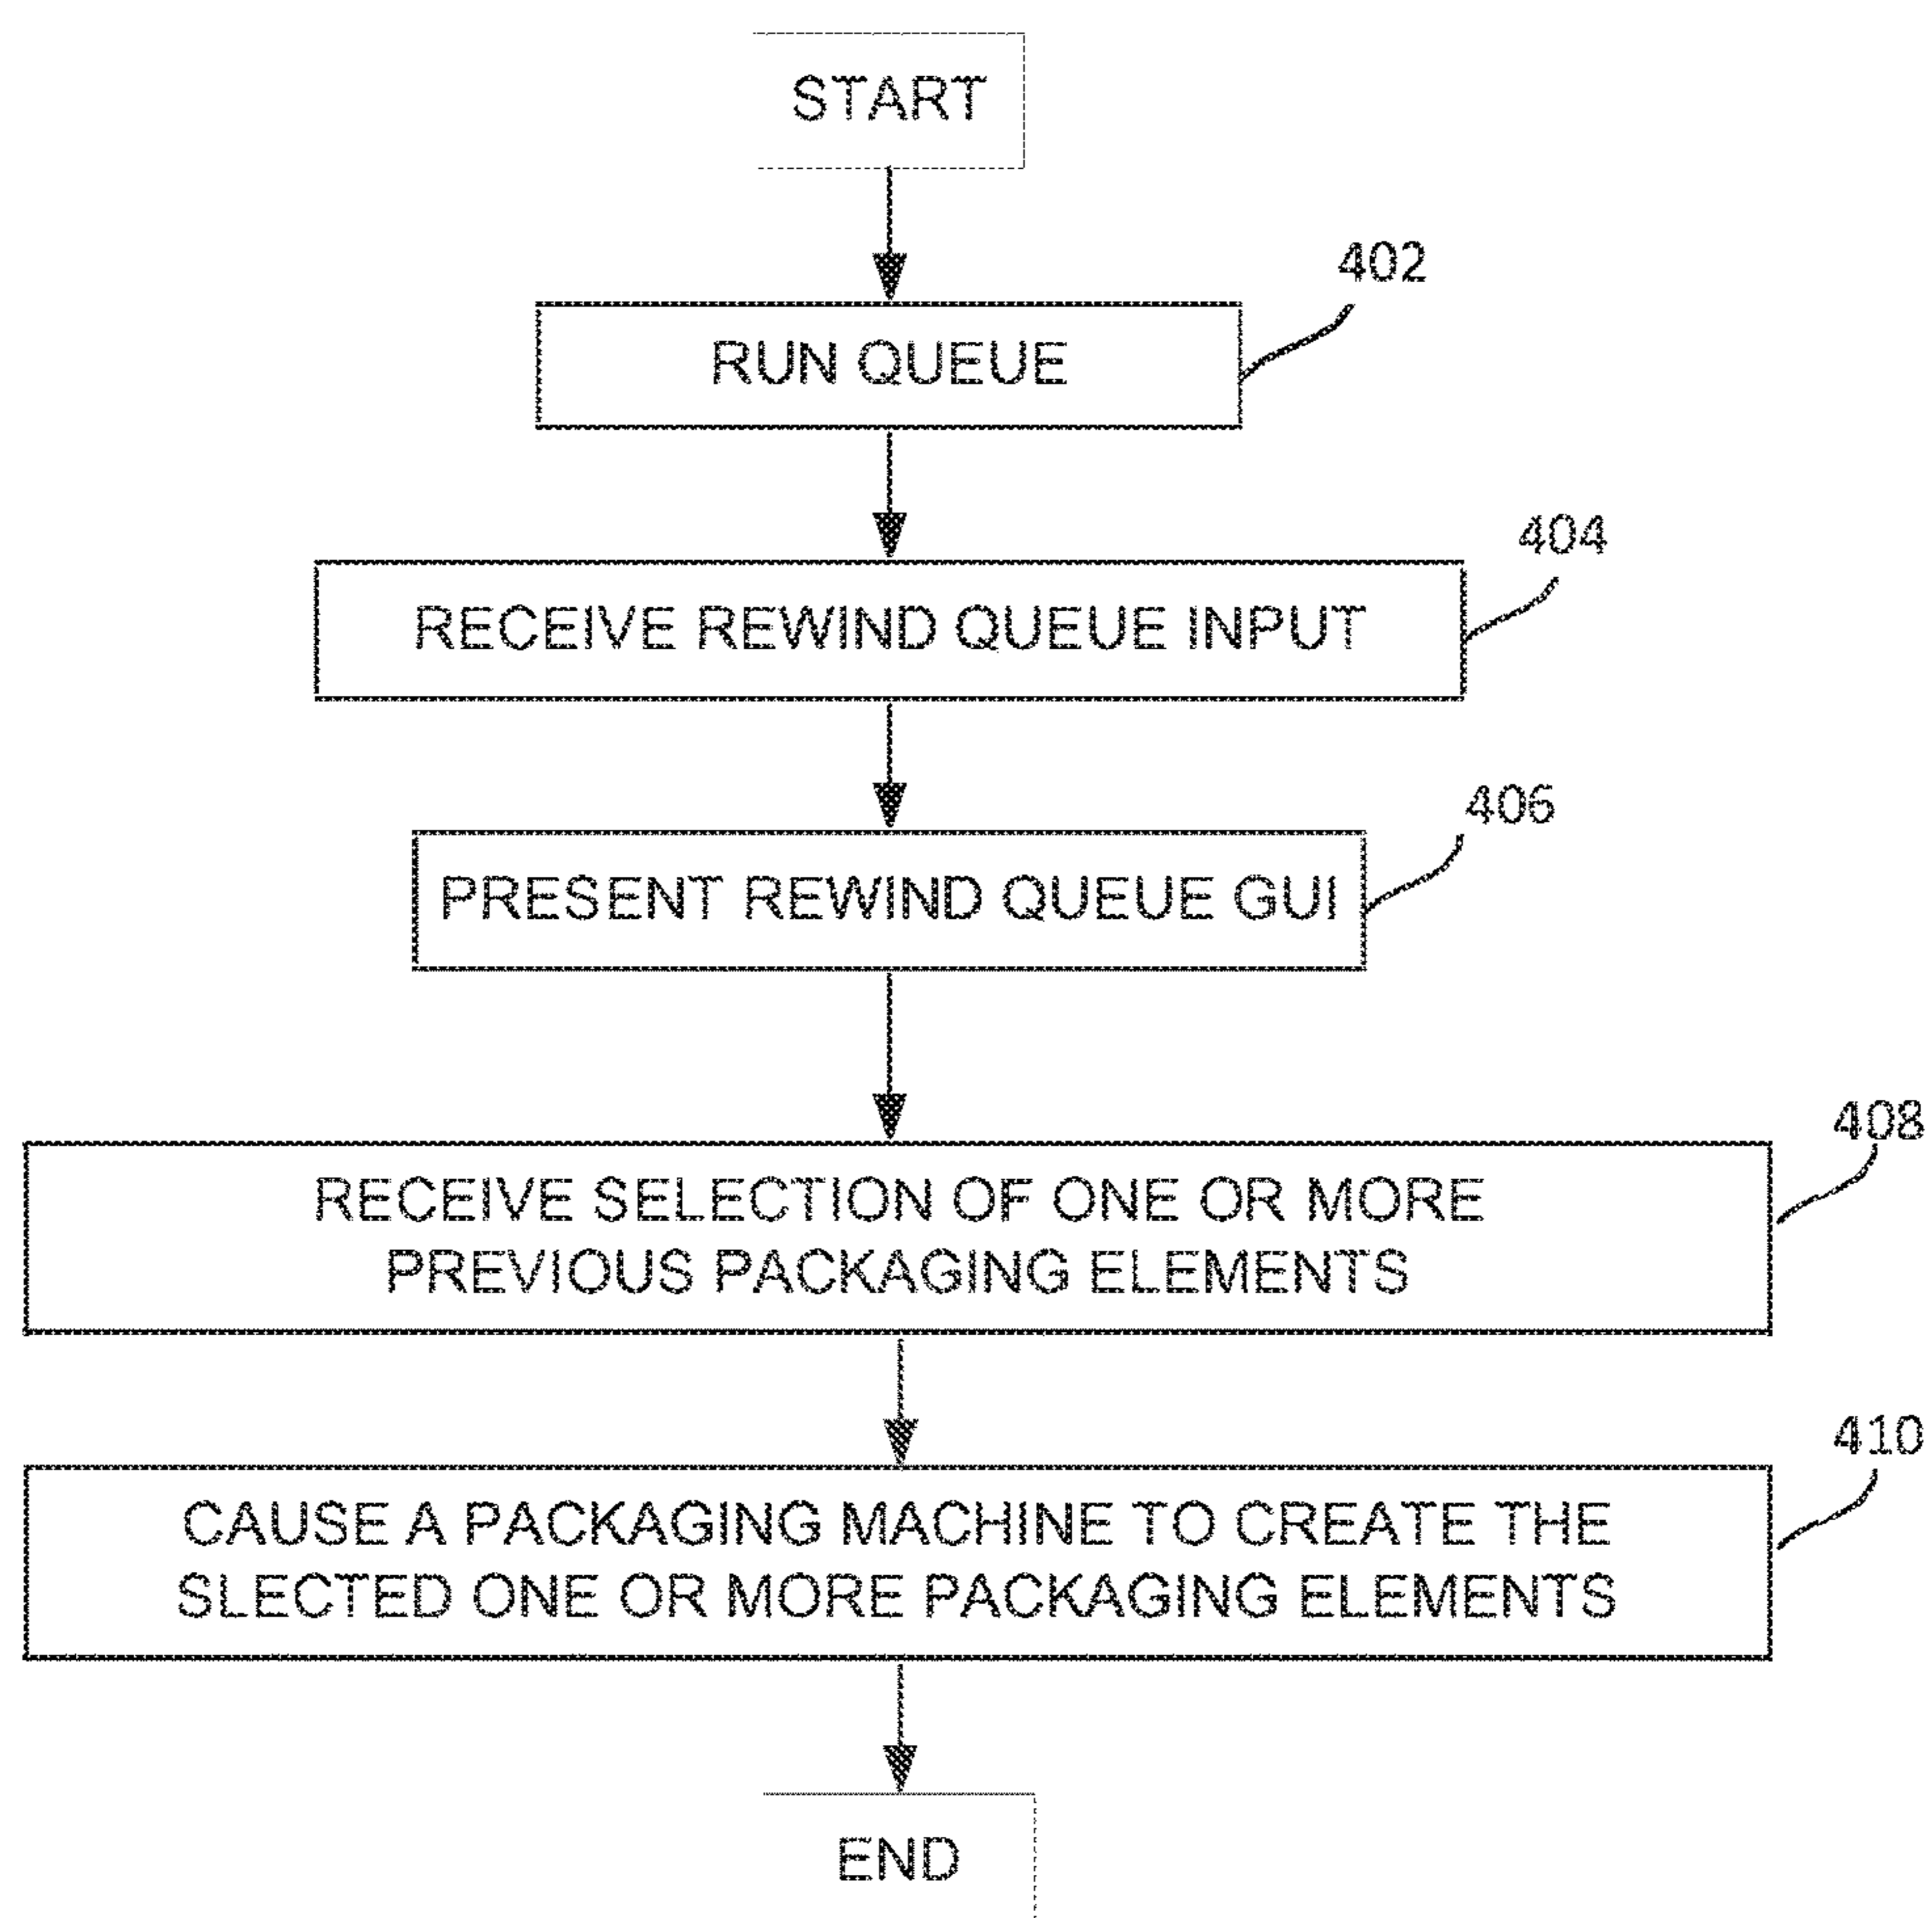 START
402
RUN QUEUE
404
RECEIVE REWIND QUEUE INPUT
406
PRESENT REWIND QUEUE GUI
408
RECEIVE SELECTION OF ONE OR MORE
PREVIOUS PACKAGING ELEMENTS
410
CAUSE A PACKAGING MACHINE TO CREATE THE
SLECTED ONE OR MORE PACKAGING ELEMENTS
END